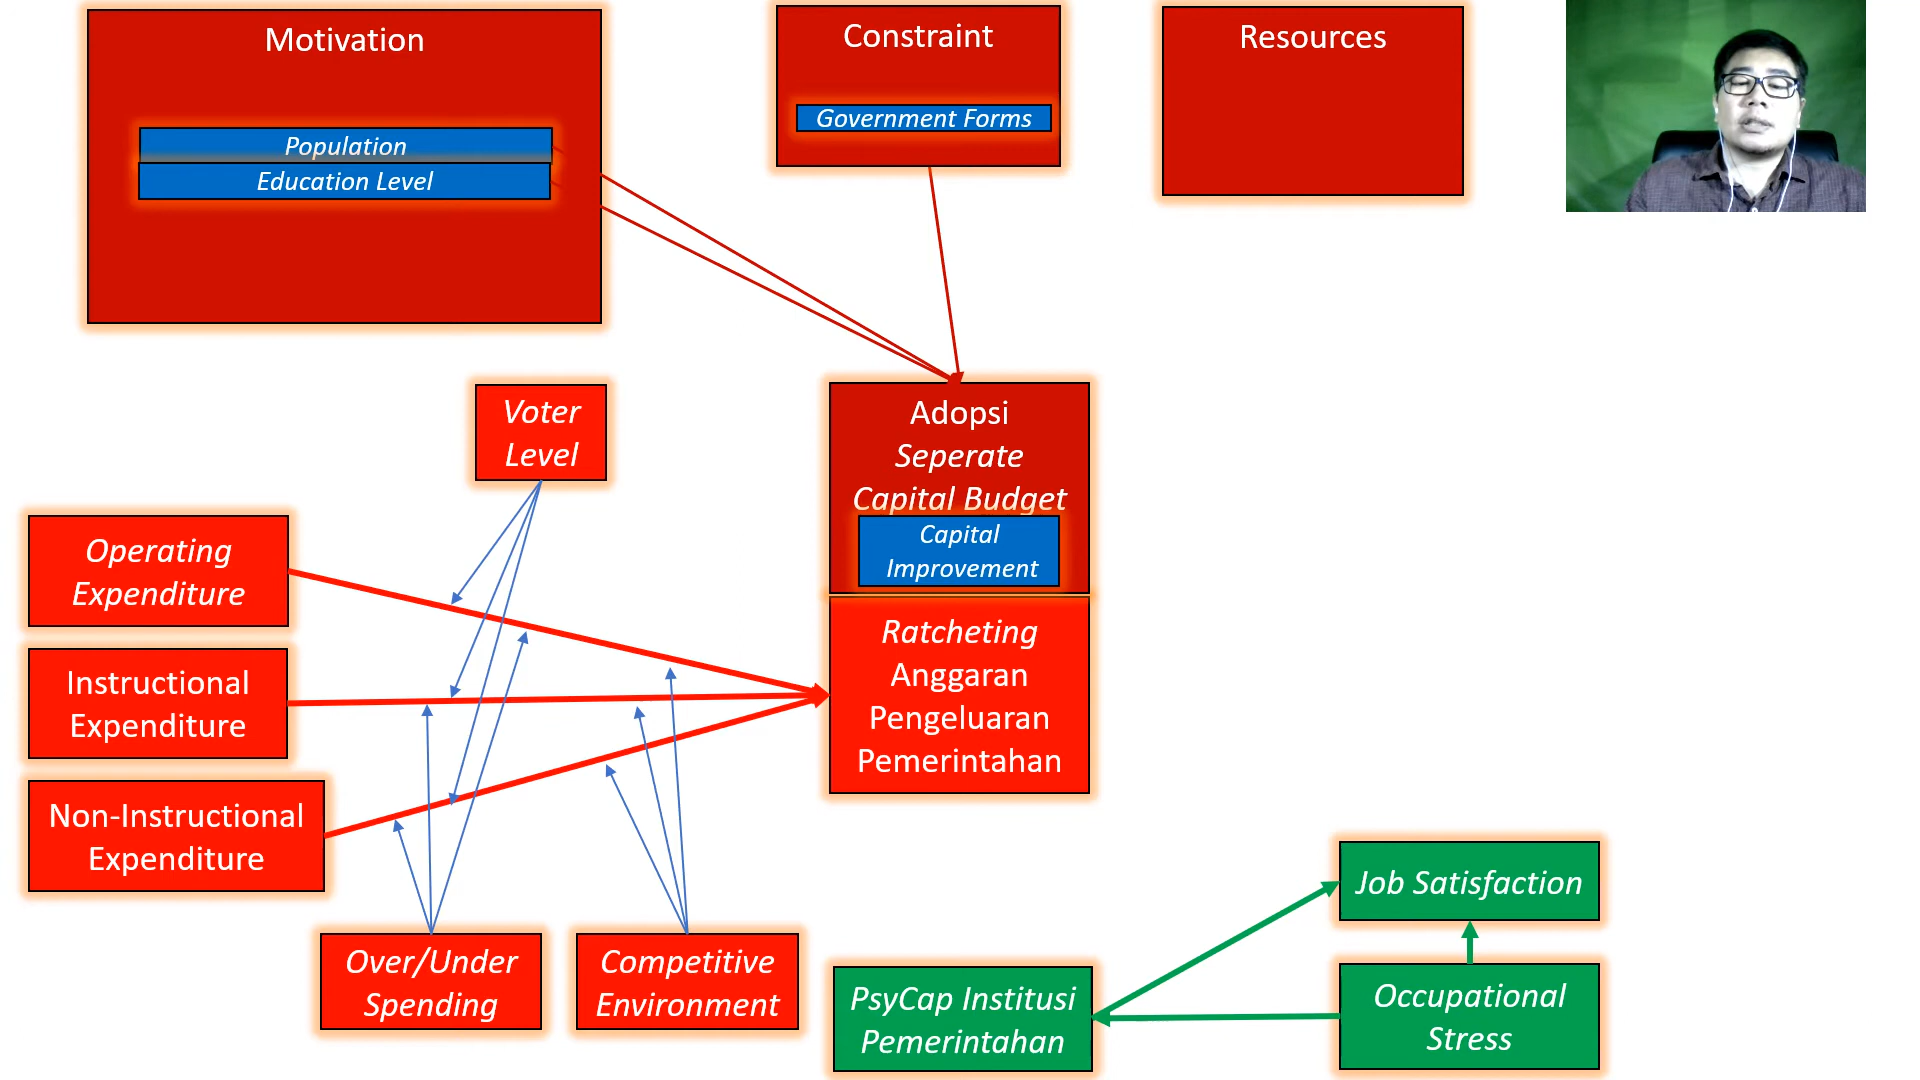 Motivation
Population
Education Level
Constraint
Government Forms
Resources
Voter
Level
Adopsi
Seperate
Capital Budget
Capital
Improvement
Operating
Expenditure
Instructional
Expenditure
Non-Instructional
Expenditure
Ratcheting
Anggaran
Pengeluaran
Pemerintahan
Over/Under
Spending
Competitive
Environment
PsyCap Institusi
Pemerintahan
Job Satisfaction
Occupational
Stress